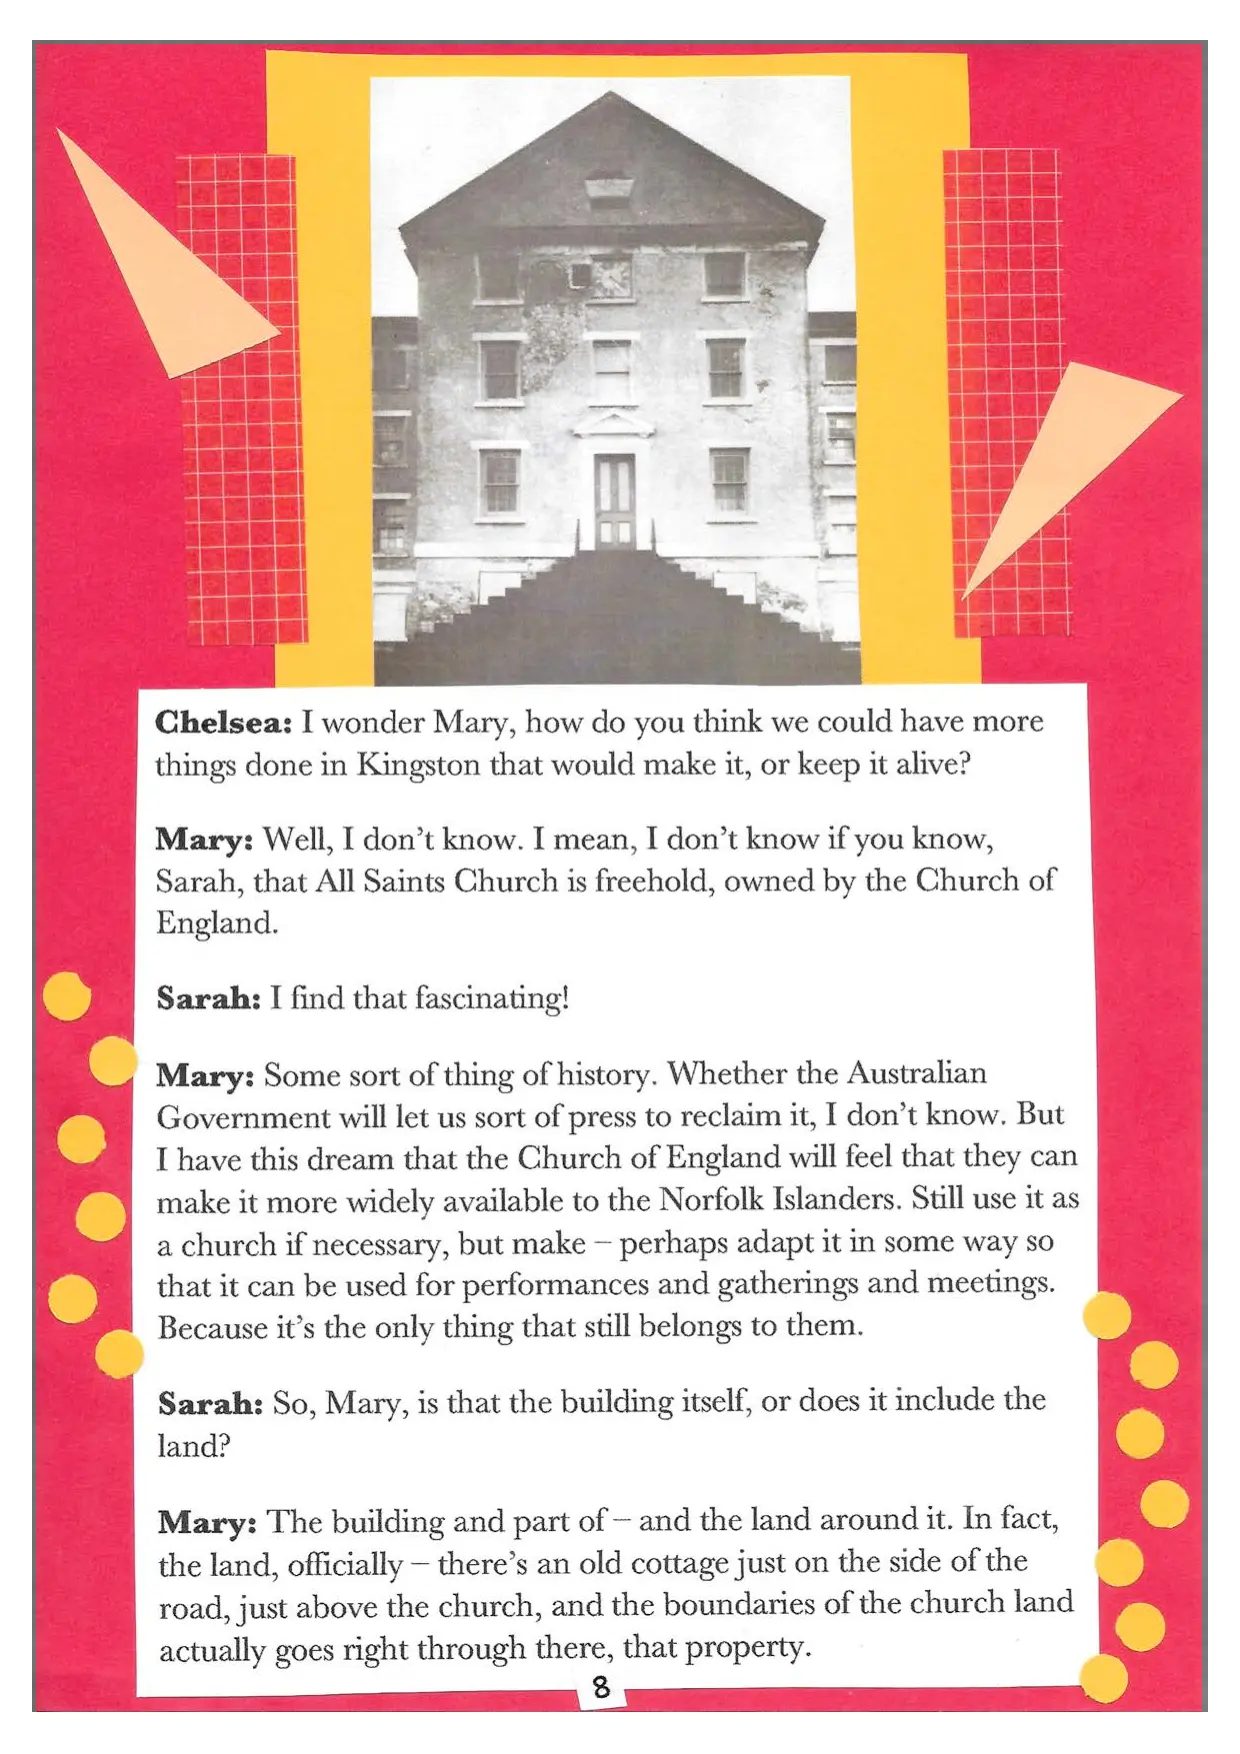 Chelsea: I wonder Mary, how do you think we could have more
things done in Kingston that would make it, or keep it alive?
Mary: Well, I don't know. I mean, I don't know if you know,
Sarah, that All Saints Church is freehold, owned by the Church of
England.
Sarah: I find that fascinating!
Mary: Some sort of thing of history. Whether the Australian
Government will let us sort of press to reclaim it, I don't know. But
I have this dream that the Church of England will feel that they can
make it more widely available to the Norfolk Islanders. Still use it as
a church if necessary, but make – perhaps adapt it in some way so
that it can be used for performances and gatherings and meetings.
Because it's the only thing that still belongs to them.
Sarah: So, Mary, is that the building itself, or does it include the
land?
Mary: The building and part of – and the land around it. In fact,
the land, officially – there's an old cottage just on the side of the
road, just above the church, and the boundaries of the church land
actually goes right through there, that property.
8